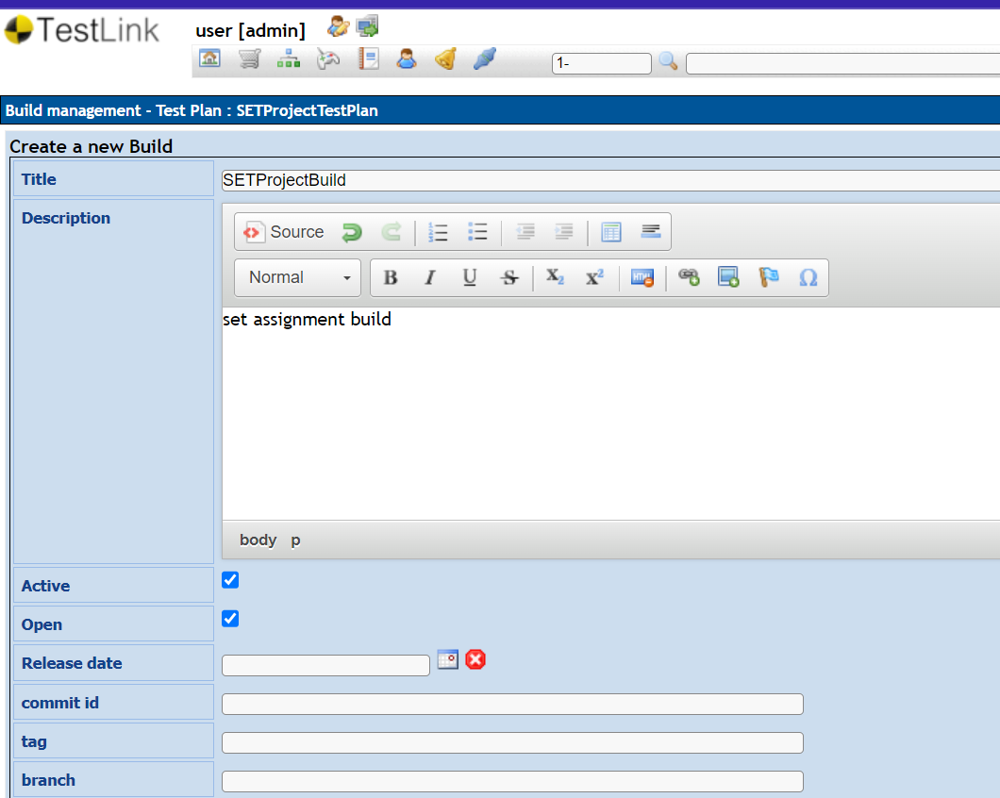 TestLink
user [admin]
1-
Build management - Test Plan : SETProjectTestPlan
Create a new Build
Title
SETProjectBuild
Description
Source
Normal
B I U S X2 X² HTML Ω
set assignment build
body p
Active
Open
Release date
commit id
tag
branch